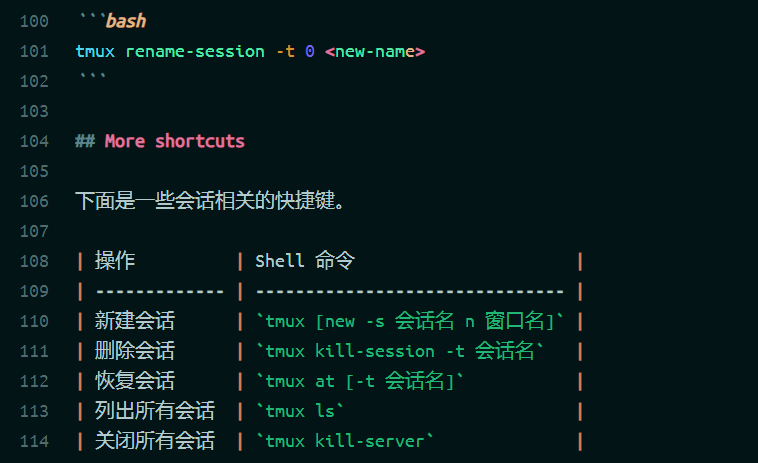 100 ```bash
101 tmux rename-session -t 0 <new-name>
102 ```
103
104 ## More shortcuts
105
106 下面是一些会话相关的快捷键。
107
108 | 操作          | Shell 命令                      |
109 | ------------- | ------------------------------- |
110 | 新建会话      | `tmux [new -s 会话名 n 窗口名]` |
111 | 删除会话      | `tmux kill-session -t 会话名`   |
112 | 恢复会话      | `tmux at [-t 会话名]`           |
113 | 列出所有会话  | `tmux ls`                       |
114 | 关闭所有会话  | `tmux kill-server`              |